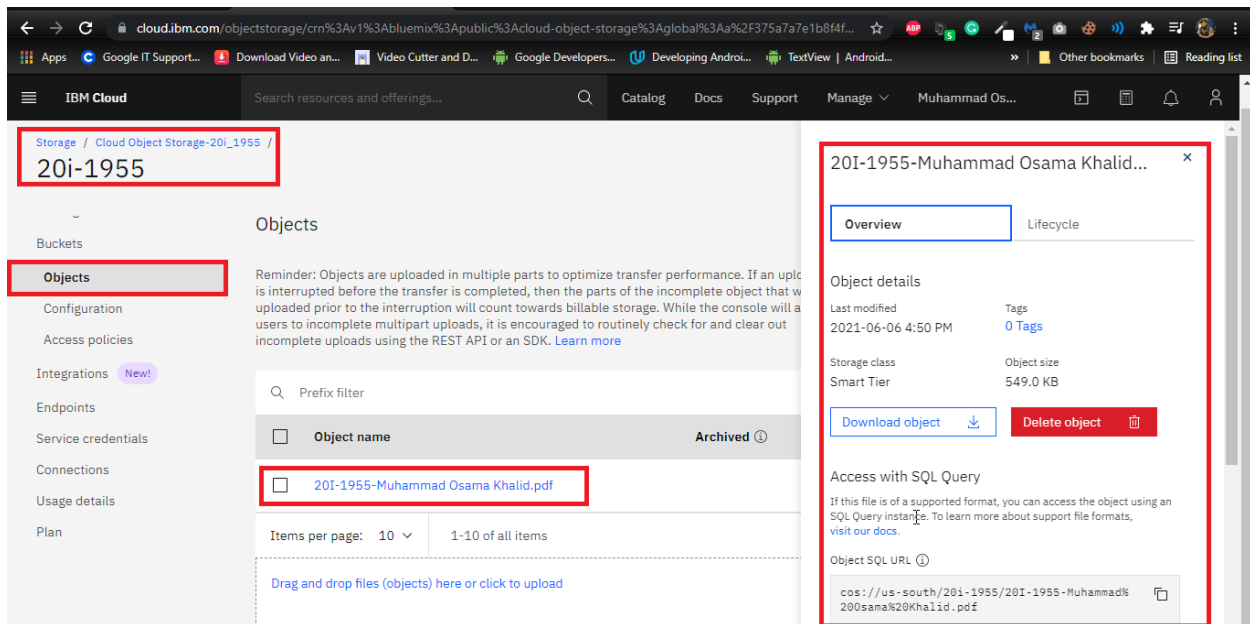 cloud.ibm.com/objectstorage/crn%3Av1%3Abluemix%3Apublic%3Acloud-object-storage%3Aglobal%3Aa%2F375a7a7e1b8f4f...
Apps Google IT Support... Download Video an... Video Cutter and D... Google Developers... Developing Androi... TextView | Android... » Other bookmarks Reading list
IBM Cloud Search resources and offerings... Catalog Docs Support Manage Muhammad Os...
Storage / Cloud Object Storage-20i_1955 /
20i-1955
Buckets
Objects
Configuration
Access policies
Integrations New!
Endpoints
Service credentials
Connections
Usage details
Plan
Objects
Reminder: Objects are uploaded in multiple parts to optimize transfer performance. If an uplo
is interrupted before the transfer is completed, then the parts of the incomplete object that w
uploaded prior to the interruption will count towards billable storage. While the console will a
users to incomplete multipart uploads, it is encouraged to routinely check for and clear out
incomplete uploads using the REST API or an SDK. Learn more
Prefix filter
Object name Archived
20I-1955-Muhammad Osama Khalid.pdf
Items per page: 10 1-10 of all items
Drag and drop files (objects) here or click to upload
20I-1955-Muhammad Osama Khalid... ×
Overview Lifecycle
Object details
Last modified Tags
2021-06-06 4:50 PM 0 Tags
Storage class Object size
Smart Tier 549.0 KB
Download object Delete object
Access with SQL Query
If this file is of a supported format, you can access the object using an
SQL Query instance. To learn more about support file formats,
visit our docs.
Object SQL URL
cos://us-south/20i-1955/20I-1955-Muhammad%
20Osama%20Khalid.pdf